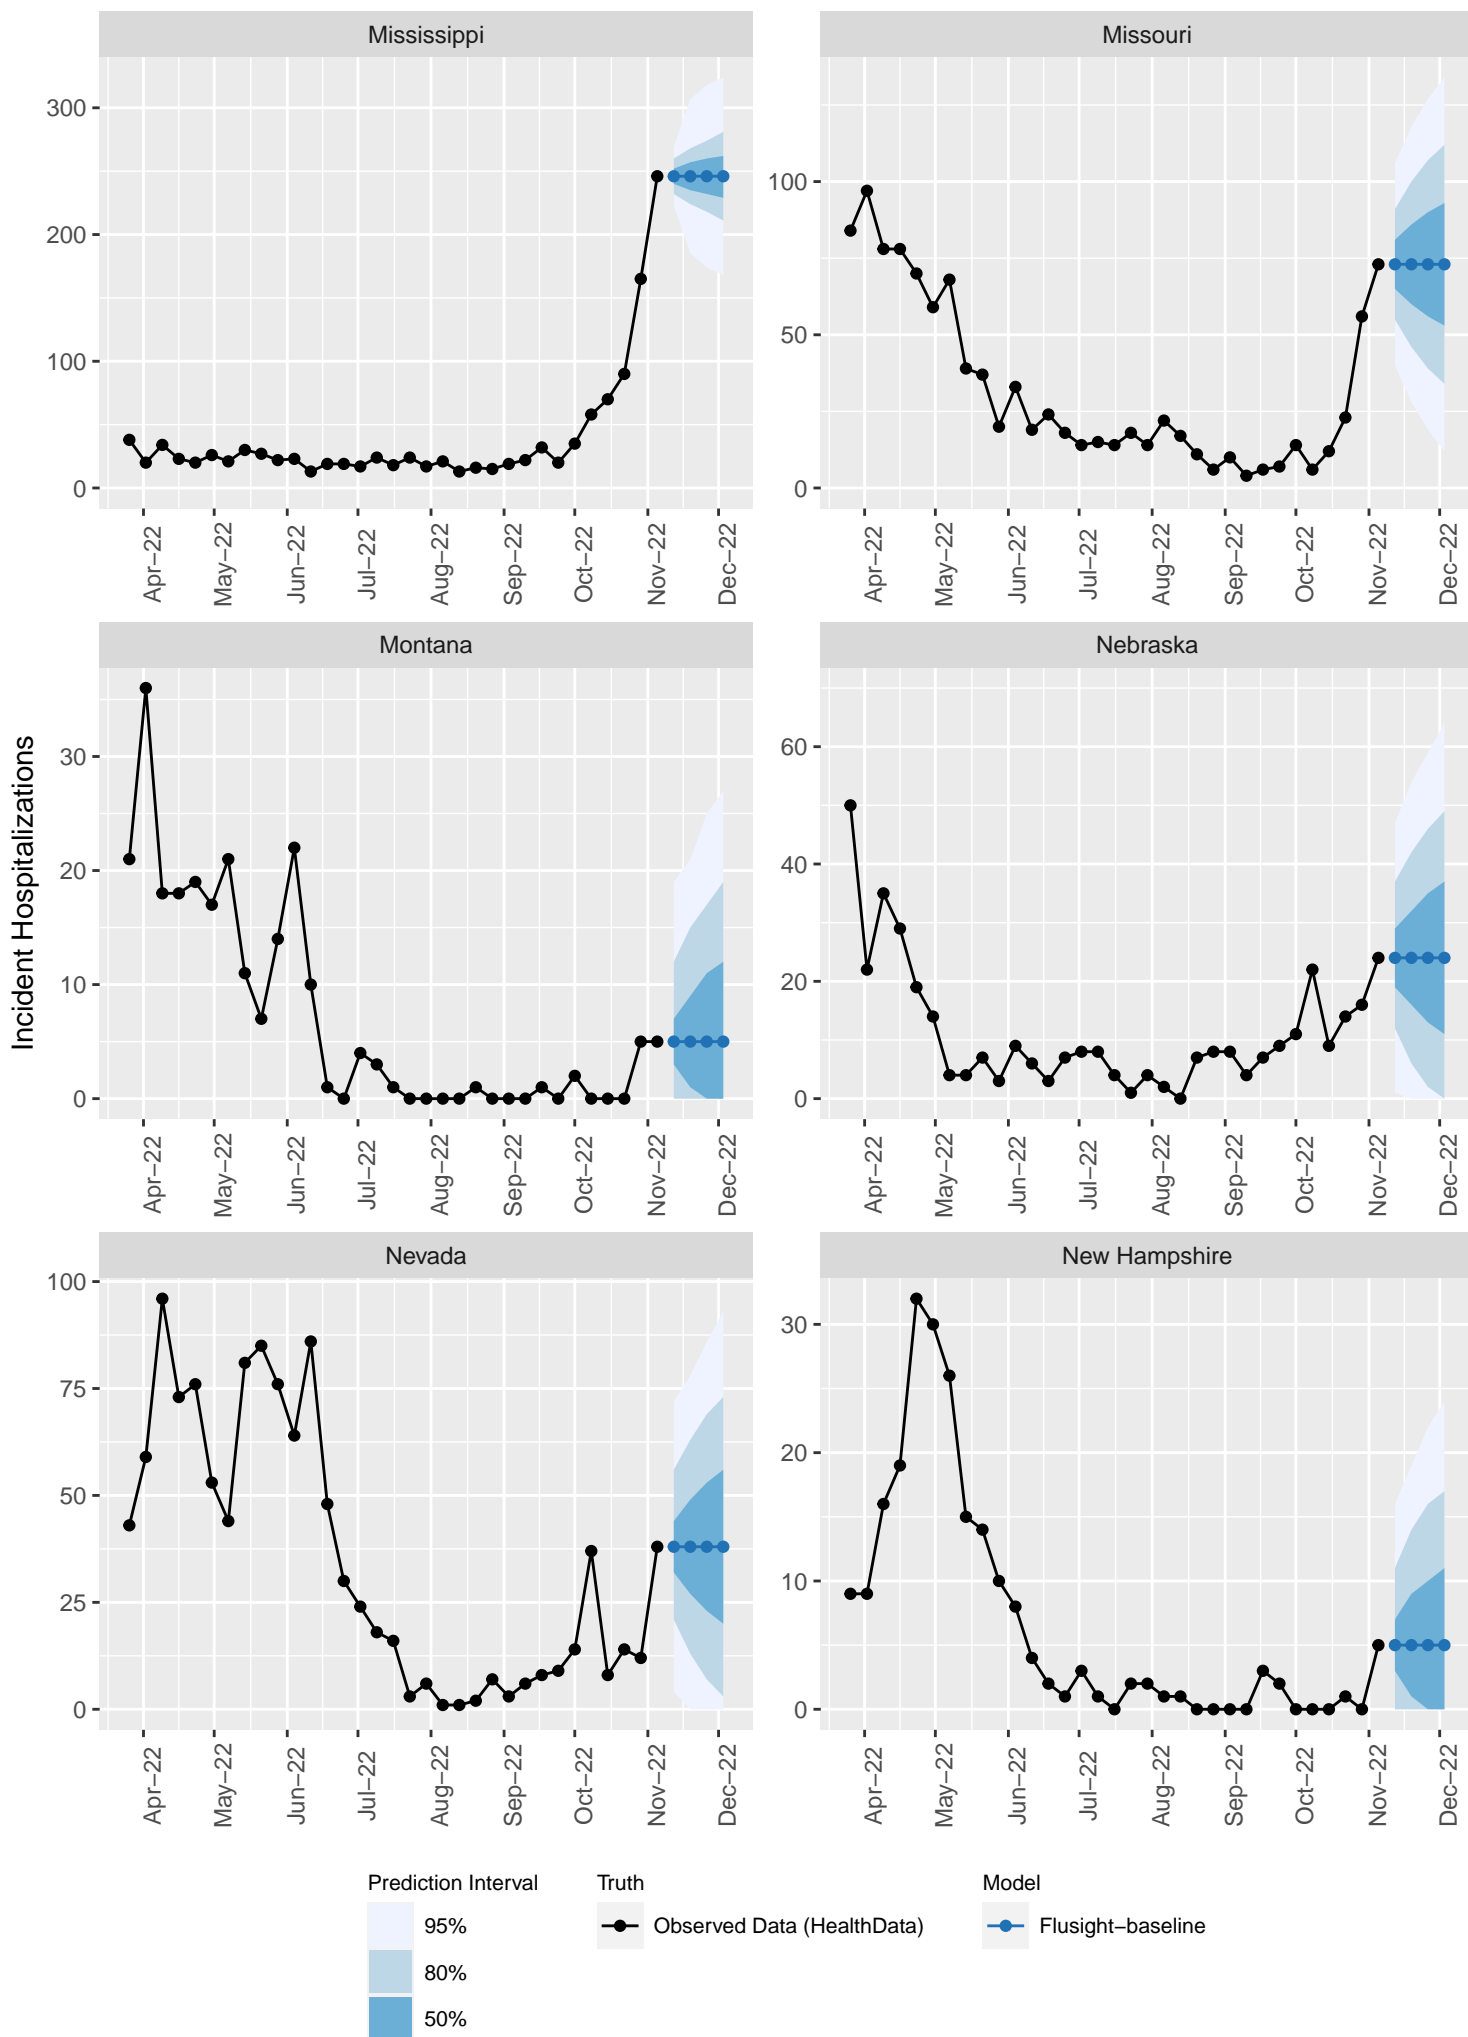 Mississippi
Missouri
300
200
100
0
100
50
0
Apr−22
May−22
Jun−22
Jul−22
Aug−22
Sep−22
Oct−22
Nov−22
Dec−22
Apr−22
May−22
Jun−22
Jul−22
Aug−22
Sep−22
Oct−22
Nov−22
Dec−22
Montana
Nebraska
Incident Hospitalizations
30
20
10
0
60
40
20
0
Apr−22
May−22
Jun−22
Jul−22
Aug−22
Sep−22
Oct−22
Nov−22
Dec−22
Apr−22
May−22
Jun−22
Jul−22
Aug−22
Sep−22
Oct−22
Nov−22
Dec−22
Nevada
New Hampshire
100
75
50
25
0
30
20
10
0
Apr−22
May−22
Jun−22
Jul−22
Aug−22
Sep−22
Oct−22
Nov−22
Dec−22
Apr−22
May−22
Jun−22
Jul−22
Aug−22
Sep−22
Oct−22
Nov−22
Dec−22
Prediction Interval
95%
80%
50%
Truth
Observed Data (HealthData)
Model
Flusight−baseline